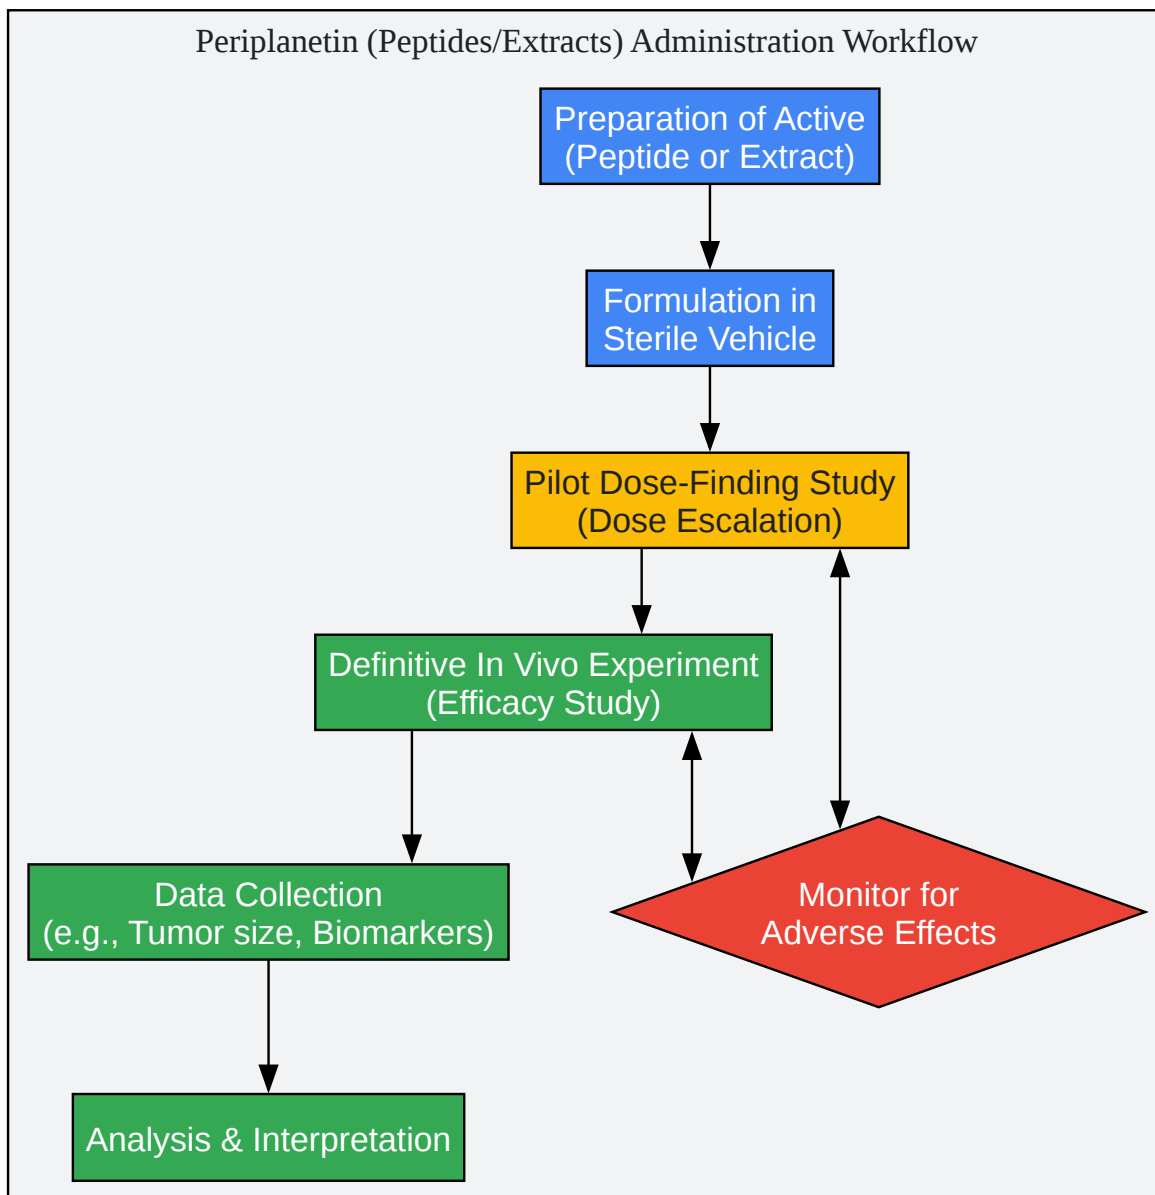 Periplanetin (Peptides/Extracts) Administration Workflow
Preparation of Active
(Peptide or Extract)
Formulation in
Sterile Vehicle
Pilot Dose-Finding Study
(Dose Escalation)
Definitive In Vivo Experiment
(Efficacy Study)
Data Collection
(e.g., Tumor size, Biomarkers)
Monitor for
Adverse Effects
Analysis & Interpretation